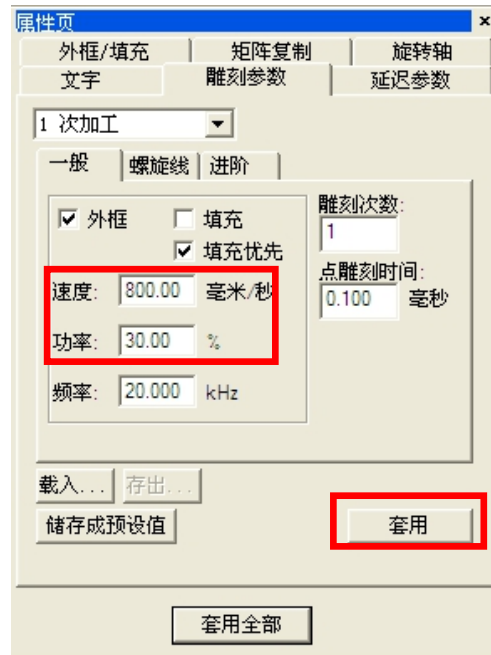 属性页 ×
外框/填充 矩阵复制 旋转轴
文字 雕刻参数 延迟参数
1 次加工
一般 螺旋线 进阶
外框 填充
填充优先
雕刻次数:
1
速度: 800.00 毫米/秒
点雕刻时间:
0.100 毫秒
功率: 30.00 %
频率: 20.000 kHz
载入... 存出...
储存成预设值 套用
套用全部